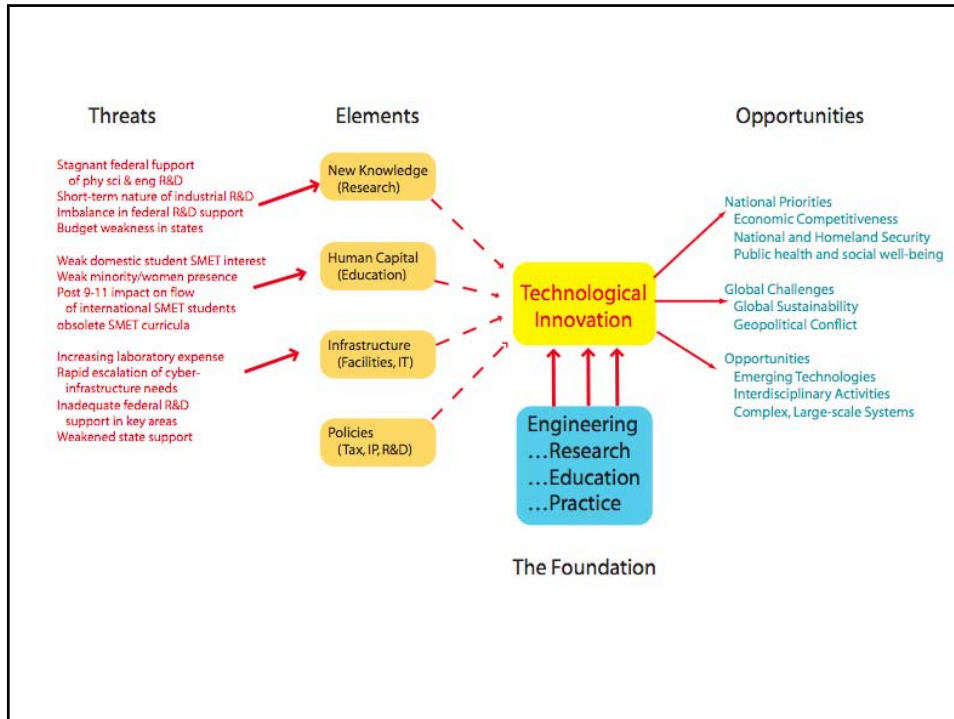 Threats
Stagnant federal fupport
of phy sci & eng R&D
Short-term nature of industrial R&D
Imbalance in federal R&D support
Budget weakness in states
Weak domestic student SMET interest
Weak minority/women presence
Post 9-11 impact on flow
of international SMET students
obsolete SMET curricula
Increasing laboratory expense
Rapid escalation of cyber-
infrastructure needs
Inadequate federal R&D
support in key areas
Weakened state support
Elements
New Knowledge
(Research)
Human Capital
(Education)
Infrastructure
(Facilities, IT)
Policies
(Tax, IP, R&D)
Technological
Innovation
Engineering
...Research
...Education
...Practice
The Foundation
Opportunities
National Priorities
Economic Competitiveness
National and Homeland Security
Public health and social well-being
Global Challenges
Global Sustainability
Geopolitical Conflict
Opportunities
Emerging Technologies
Interdisciplinary Activities
Complex, Large-scale Systems